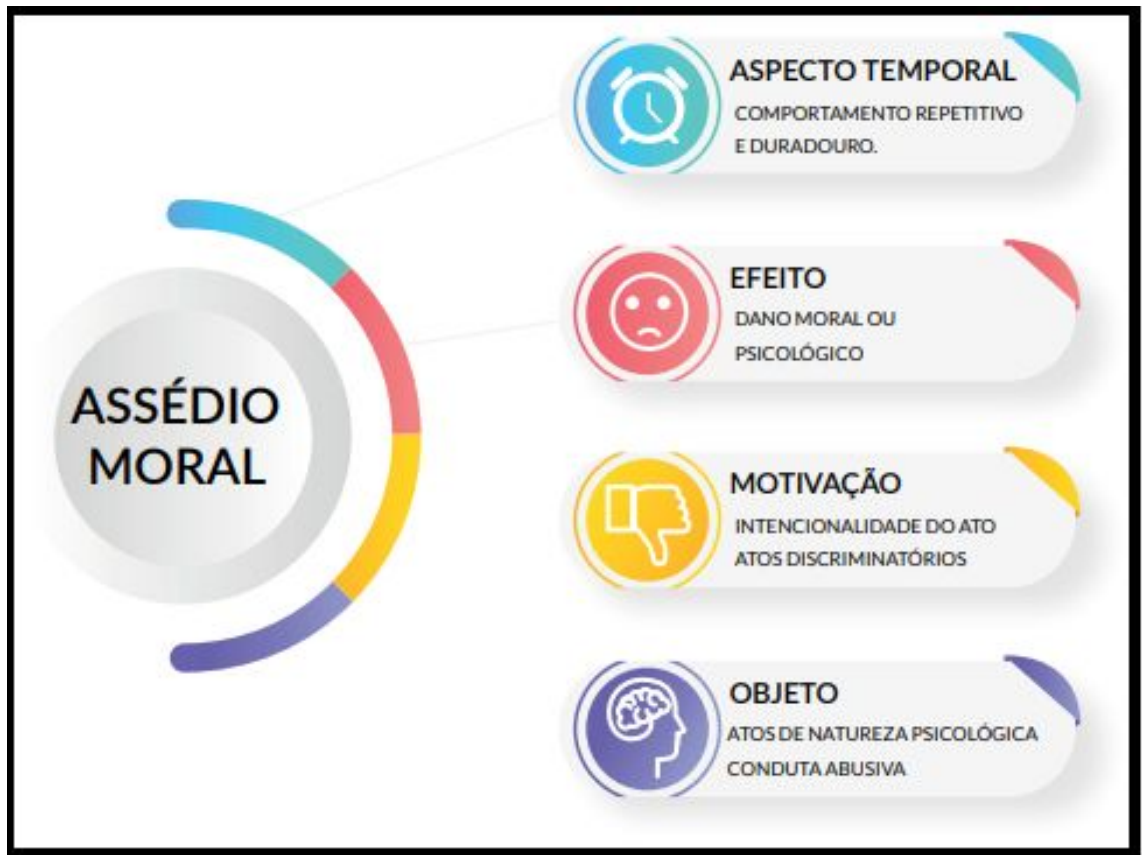 ASSÉDIO
MORAL
ASPECTO TEMPORAL
COMPORTAMENTO REPETITIVO
E DURADOURO.
EFEITO
DANO MORAL OU
PSICOLÓGICO
MOTIVAÇÃO
INTENCIONALIDADE DO ATO
ATOS DISCRIMINATÓRIOS
OBJETO
ATOS DE NATUREZA PSICOLÓGICA
CONDUTA ABUSIVA